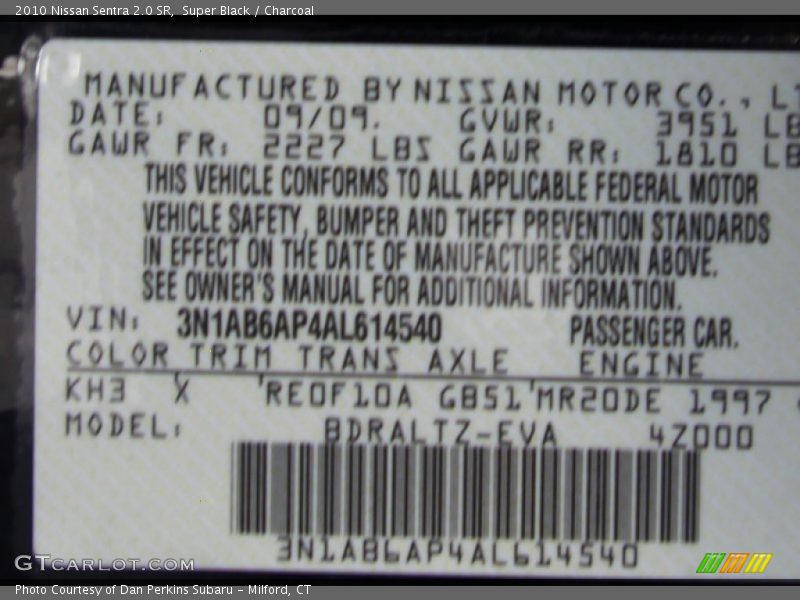 2010 Nissan Sentra 2.0 SR,  Super Black / Charcoal
MANUFACTURED BY NISSAN MOTOR CO., LT
DATE: 09/09. GVWR: 3951 LB
GAWR FR: 2227 LBS GAWR RR: 1810 LB
THIS VEHICLE CONFORMS TO ALL APPLICABLE FEDERAL MOTOR
VEHICLE SAFETY, BUMPER AND THEFT PREVENTION STANDARDS
IN EFFECT ON THE DATE OF MANUFACTURE SHOWN ABOVE.
SEE OWNER'S MANUAL FOR ADDITIONAL INFORMATION.
VIN: 3N1AB6AP4AL614540 PASSENGER CAR.
COLOR TRIM TRANS AXLE ENGINE
KH3 'X 'RE0F10A GB51'MR20DE 1997
MODEL: BDRALTZ-EVA 4Z000
3N1AB6AP4AL614540
GTCARLOT.COM
Photo Courtesy of Dan Perkins Subaru – Milford, CT